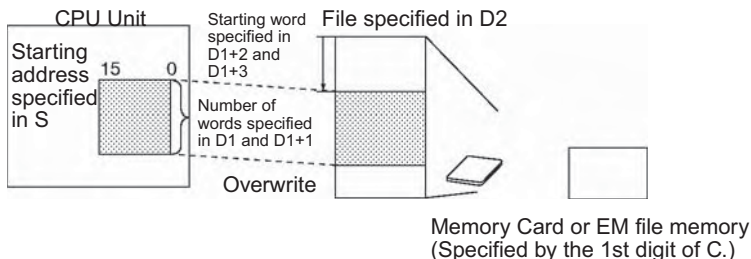 CPU Unit
File specified in D2
Starting word
specified in
D1+2 and
D1+3
Starting
address
specified
in S
15 0
Number of
words specified
in D1 and D1+1
Overwrite
Memory Card or EM file memory
(Specified by the 1st digit of C.)